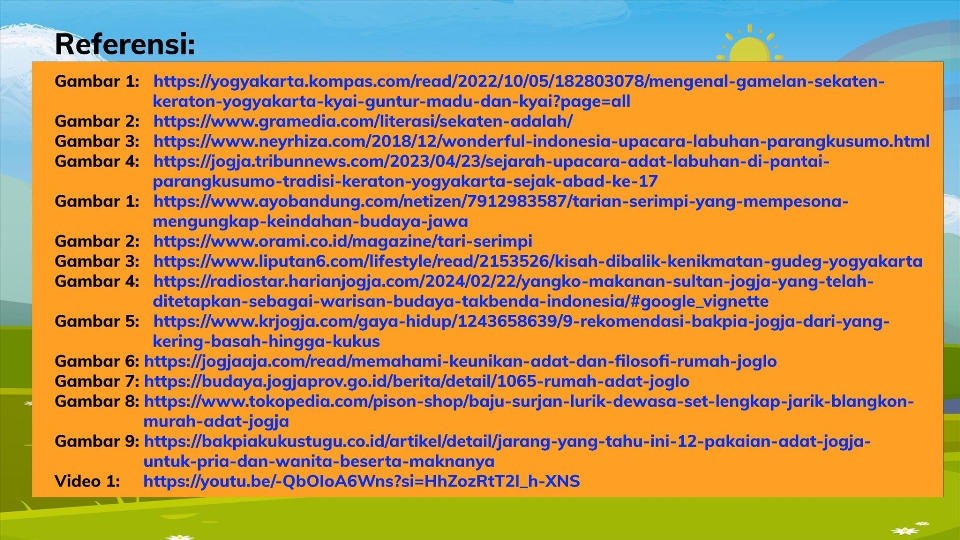 Referensi:
Gambar 1: https://yogyakarta.kompas.com/read/2022/10/05/182803078/mengenal-gamelan-sekaten-
keraton-yogyakarta-kyai-guntur-madu-dan-kyai?page=all
Gambar 2: https://www.gramedia.com/literasi/sekaten-adalah/
Gambar 3: https://www.neyrhiza.com/2018/12/wonderful-indonesia-upacara-labuhan-parangkusumo.html
Gambar 4: https://jogja.tribunnews.com/2023/04/23/sejarah-upacara-adat-labuhan-di-pantai-
parangkusumo-tradisi-keraton-yogyakarta-sejak-abad-ke-17
Gambar 1: https://www.ayobandung.com/netizen/7912983587/tarian-serimpi-yang-mempesona-
mengungkap-keindahan-budaya-jawa
Gambar 2: https://www.orami.co.id/magazine/tari-serimpi
Gambar 3: https://www.liputan6.com/lifestyle/read/2153526/kisah-dibalik-kenikmatan-gudeg-yogyakarta
Gambar 4: https://radiostar.harianjogja.com/2024/02/22/yangko-makanan-sultan-jogja-yang-telah-
ditetapkan-sebagai-warisan-budaya-takbenda-indonesia/#google_vignette
Gambar 5: https://www.krjogja.com/gaya-hidup/1243658639/9-rekomendasi-bakpia-jogja-dari-yang-
kering-basah-hingga-kukus
Gambar 6: https://jogjaaja.com/read/memahami-keunikan-adat-dan-filosofi-rumah-joglo
Gambar 7: https://budaya.jogjaprov.go.id/berita/detail/1065-rumah-adat-joglo
Gambar 8: https://www.tokopedia.com/pison-shop/baju-surjan-lurik-dewasa-set-lengkap-jarik-blangkon-
murah-adat-jogja
Gambar 9: https://bakpiakukustugu.co.id/artikel/detail/jarang-yang-tahu-ini-12-pakaian-adat-jogja-
untuk-pria-dan-wanita-beserta-maknanya
Video 1: https://youtu.be/-QbOIoA6Wns?si=HhZozRtT2I_h-XNS